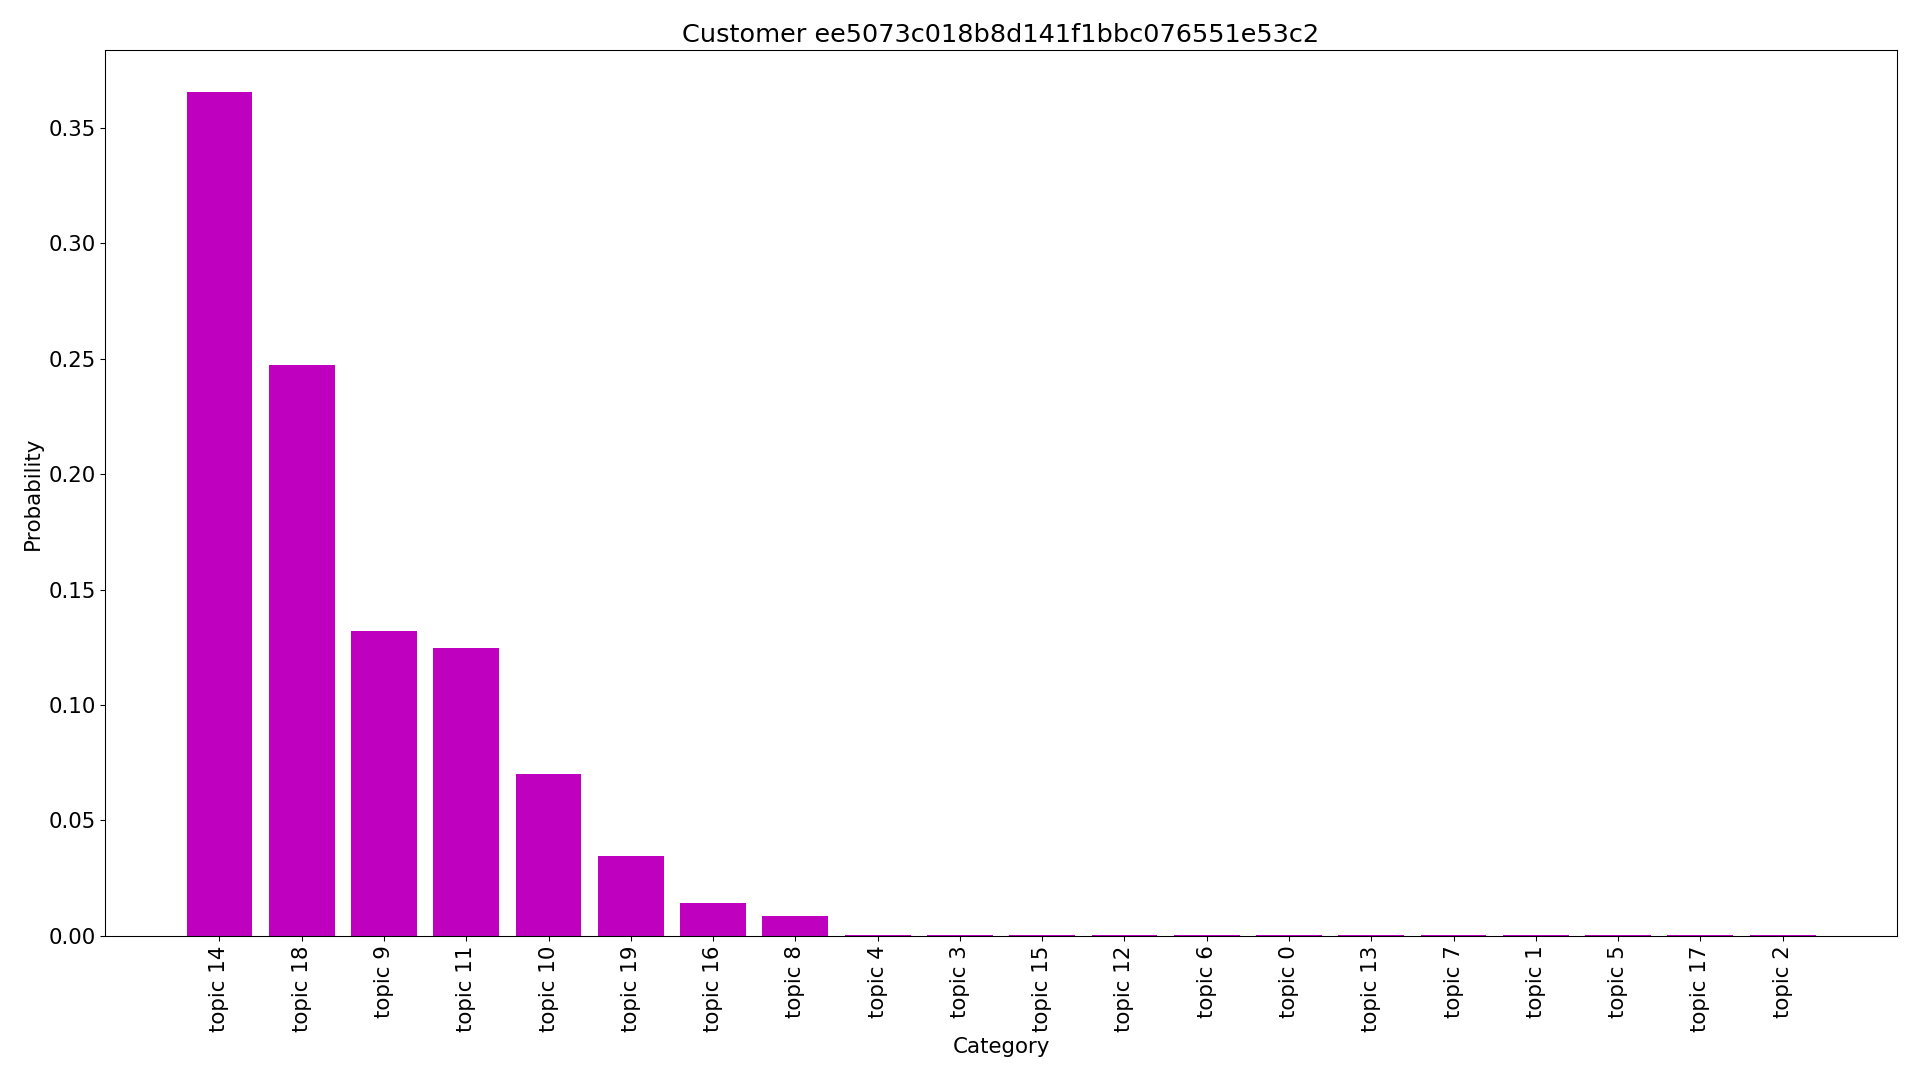 Customer ee5073c018b8d141f1bbc076551e53c2
Probability
0.35
0.30
0.25
0.20
0.15
0.10
0.05
0.00
topic 14
topic 18
topic 9
topic 11
topic 10
topic 19
topic 16
topic 8
topic 4
topic 3
topic 15
topic 12
topic 6
topic 0
topic 13
topic 7
topic 1
topic 5
topic 17
topic 2
Category